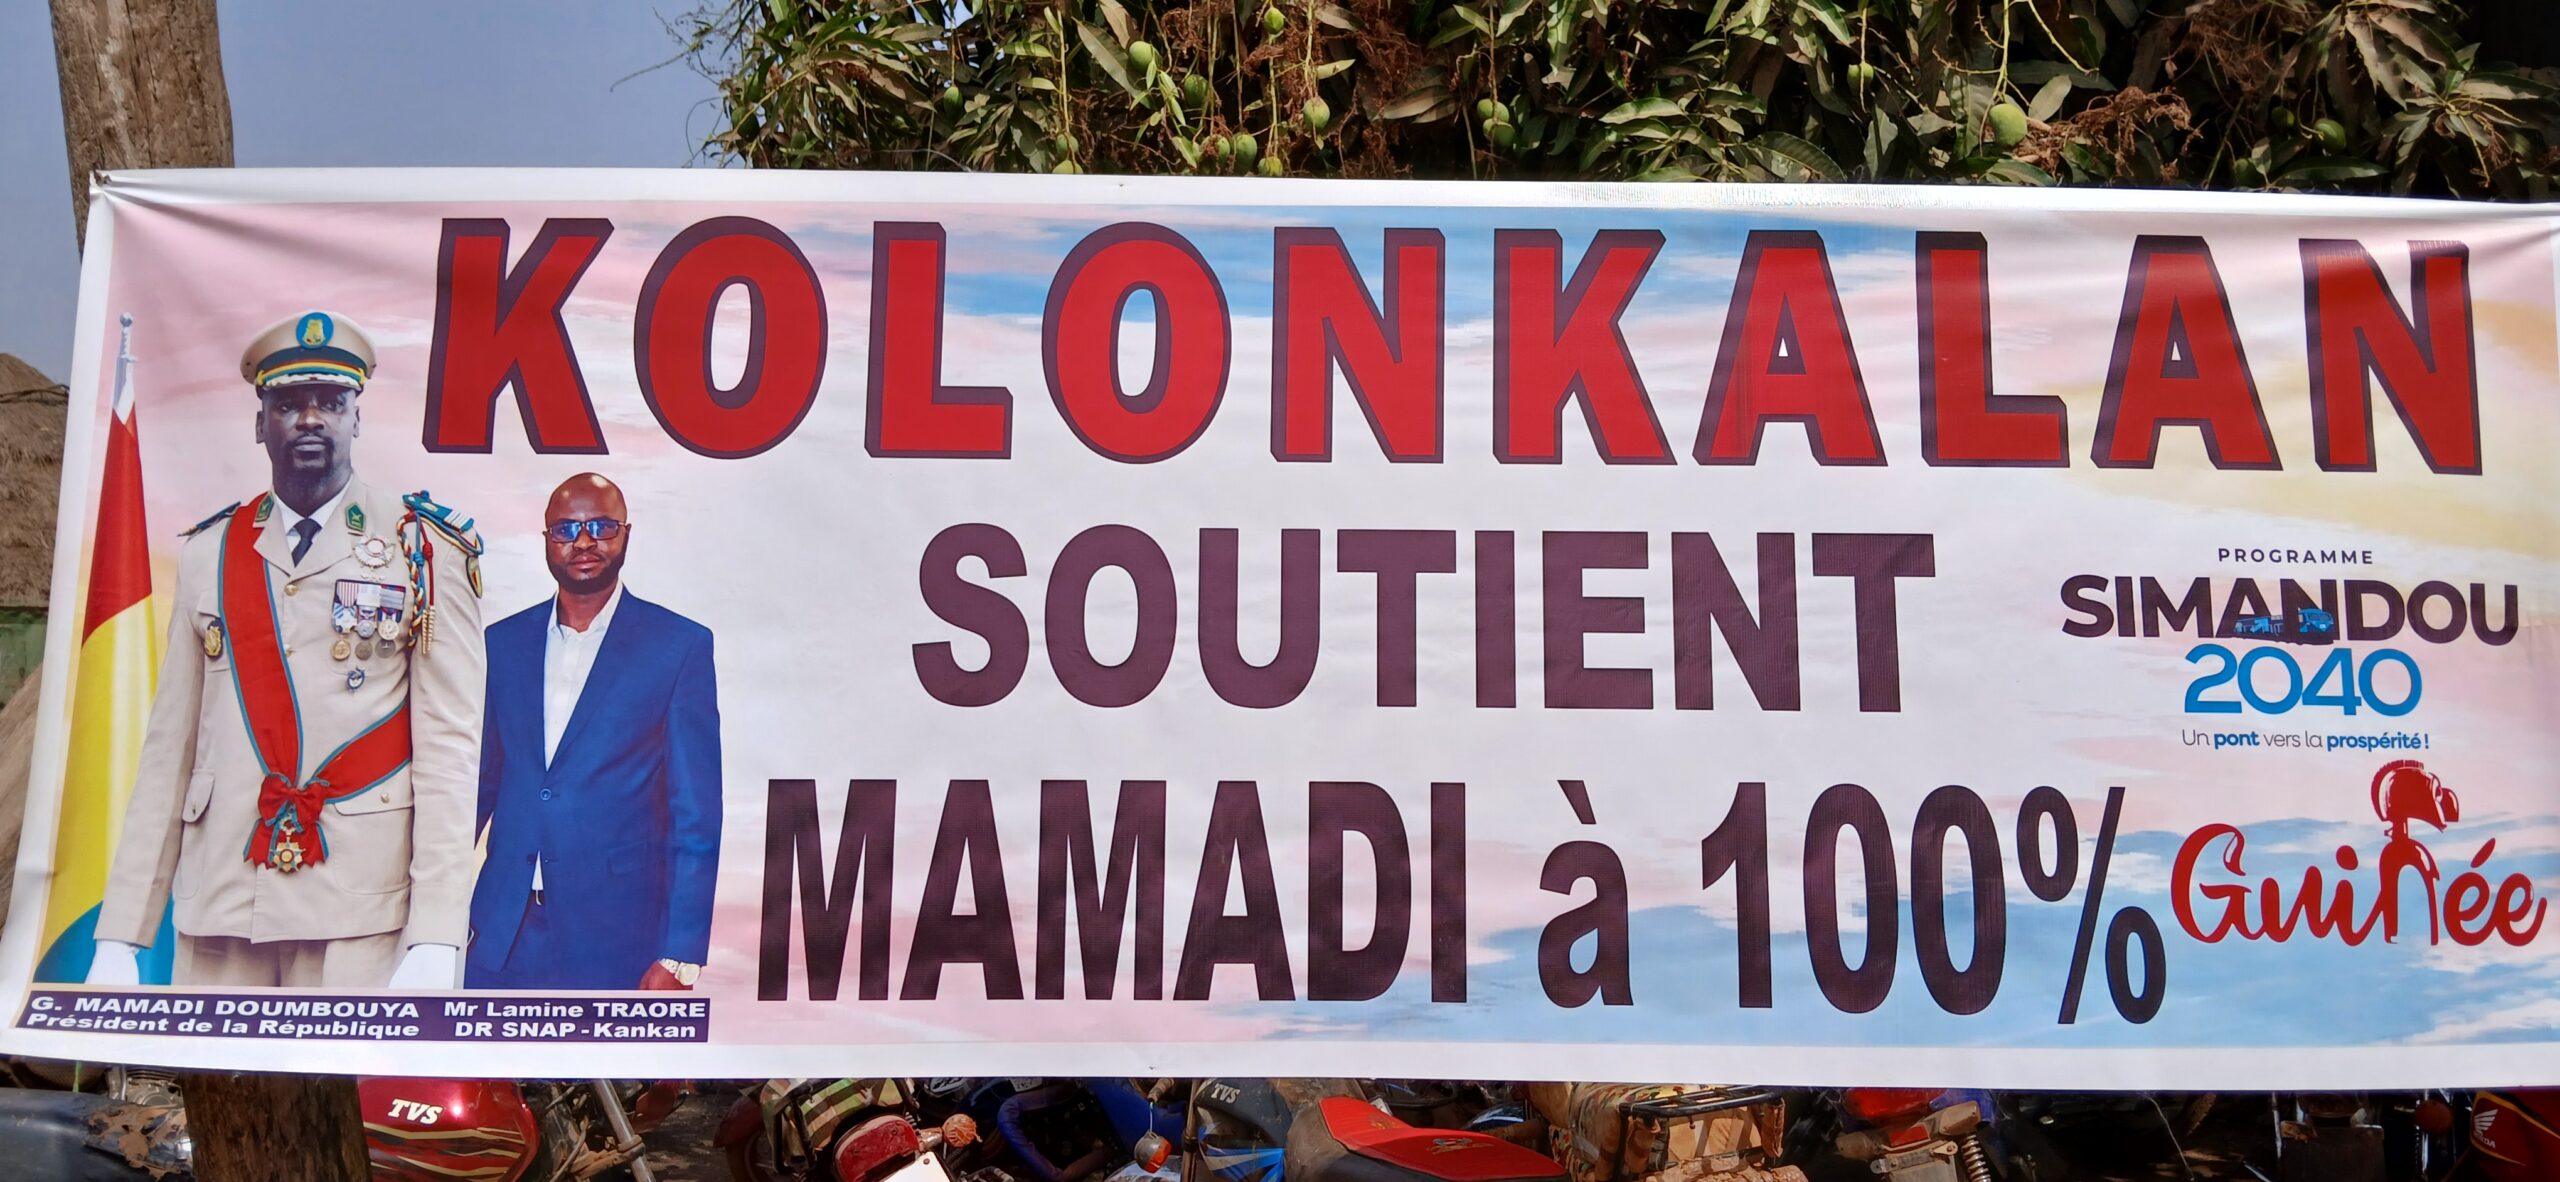 KOLONKALAN
SOUTIENT
MAMADI à 100%
PROGRAMME
SIMANDOU
2040
Un pont vers la prospérité !
Guinée
G. MAMADI DOUMBOUYA
Président de la République
Mr Lamine TRAORE
DR SNAP - Kankan
TVS
TVS
HONDA